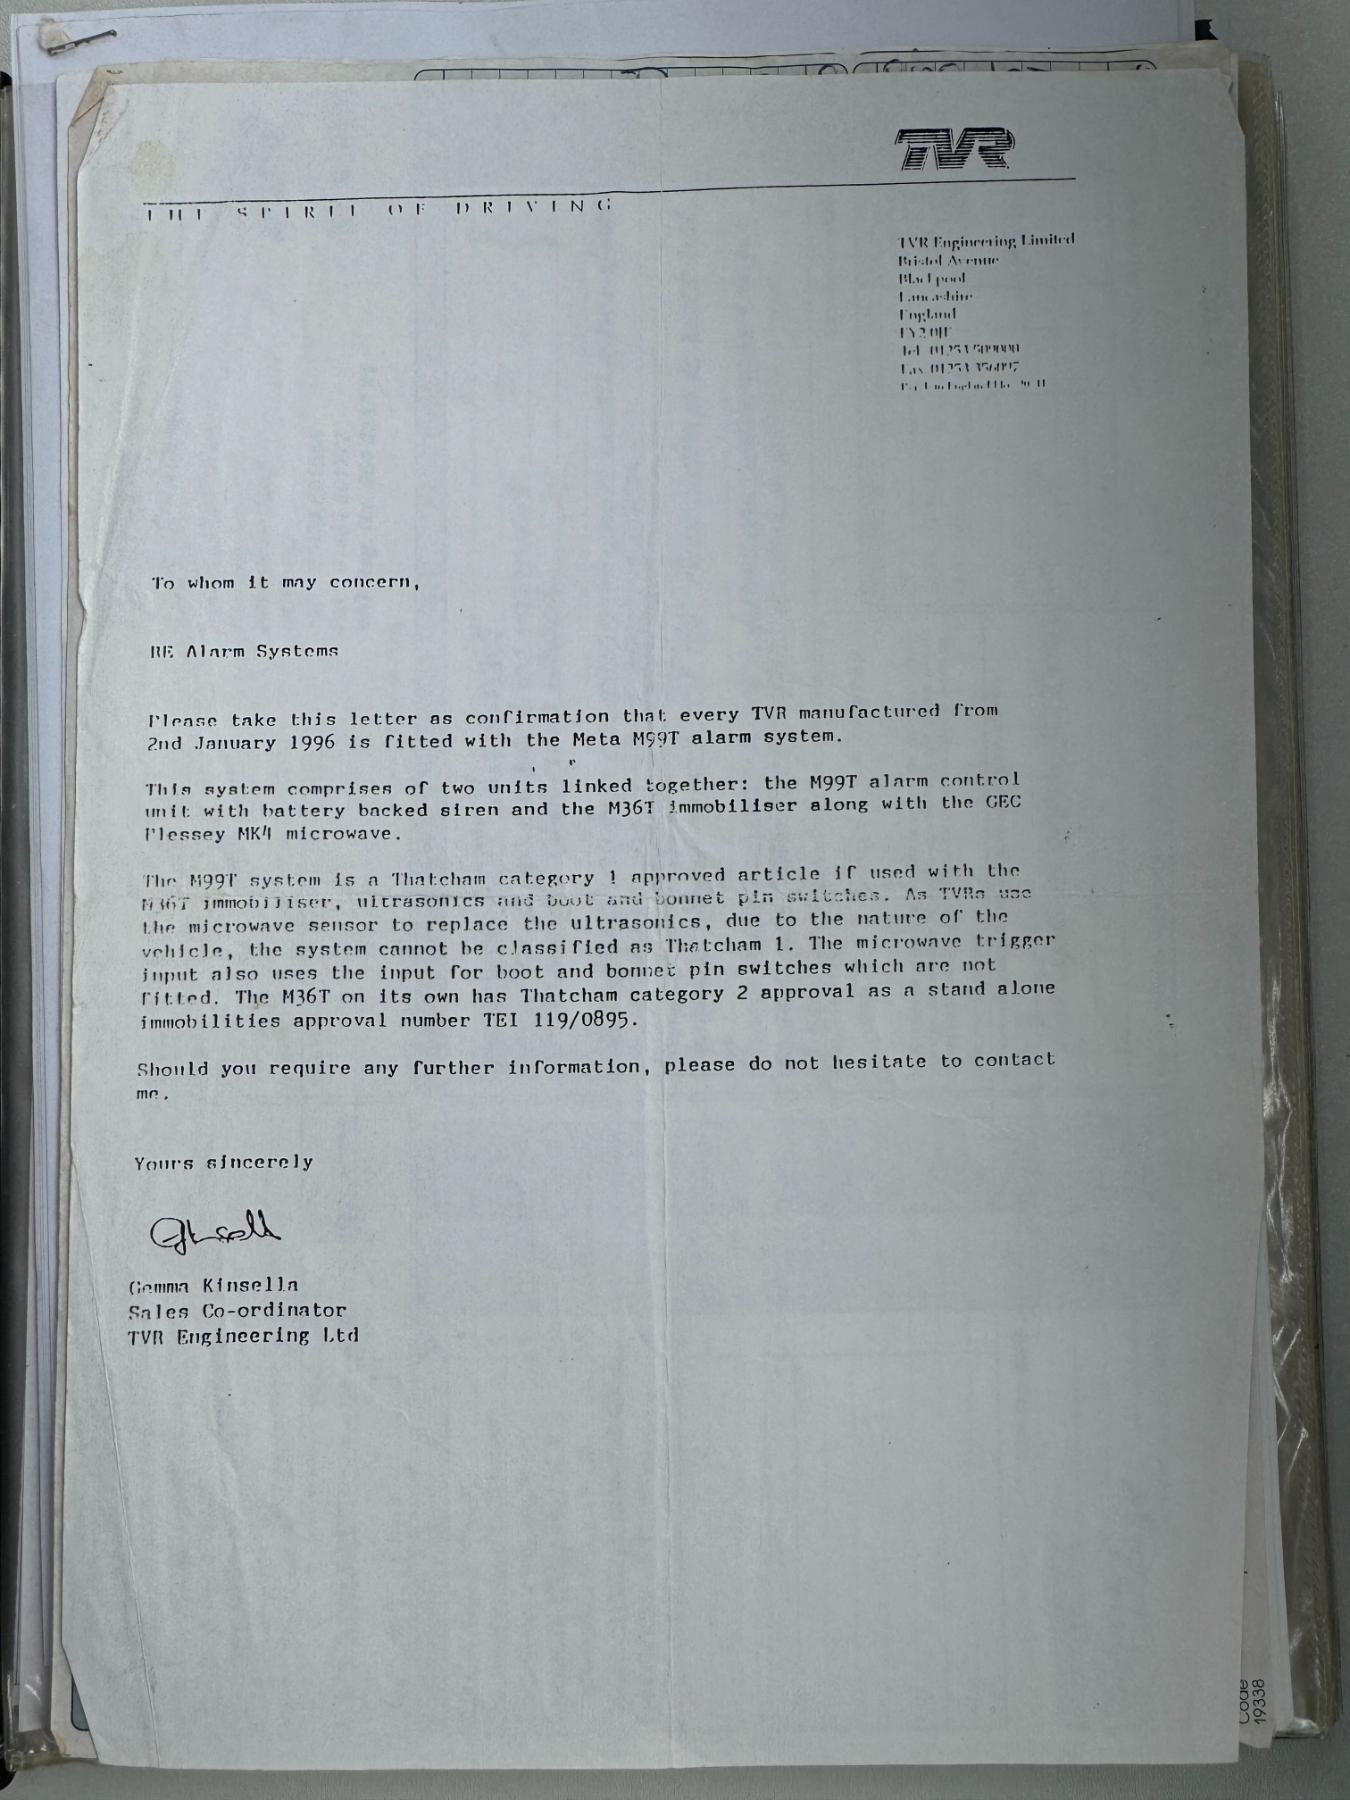 TVR
THE SPIRIT OF DRIVING
TVR Engineering Limited
Bristol Avenue
Blackpool
Lancashire
England
FY2 0JF
Tel 01253 509000
Fax 01253
To whom it may concern,
RE Alarm Systems
Please take this letter as confirmation that every TVR manufactured from
2nd January 1996 is fitted with the Meta M99T alarm system.
This system comprises of two units linked together: the M99T alarm control
unit with battery backed siren and the M36T immobiliser along with the GEC
Plessey MK4 microwave.
The M99T system is a Thatcham category 1 approved article if used with the
M36T immobiliser, ultrasonics and boot and bonnet pin switches. As TVRs use
the microwave sensor to replace the ultrasonics, due to the nature of the
vehicle, the system cannot be classified as Thatcham 1. The microwave trigger
input also uses the input for boot and bonnet pin switches which are not
fitted. The M36T on its own has Thatcham category 2 approval as a stand alone
immobilities approval number TEI 119/0895.
Should you require any further information, please do not hesitate to contact
me.
Yours sincerely
Gemma Kinsella
Sales Co-ordinator
TVR Engineering Ltd
Code
19338